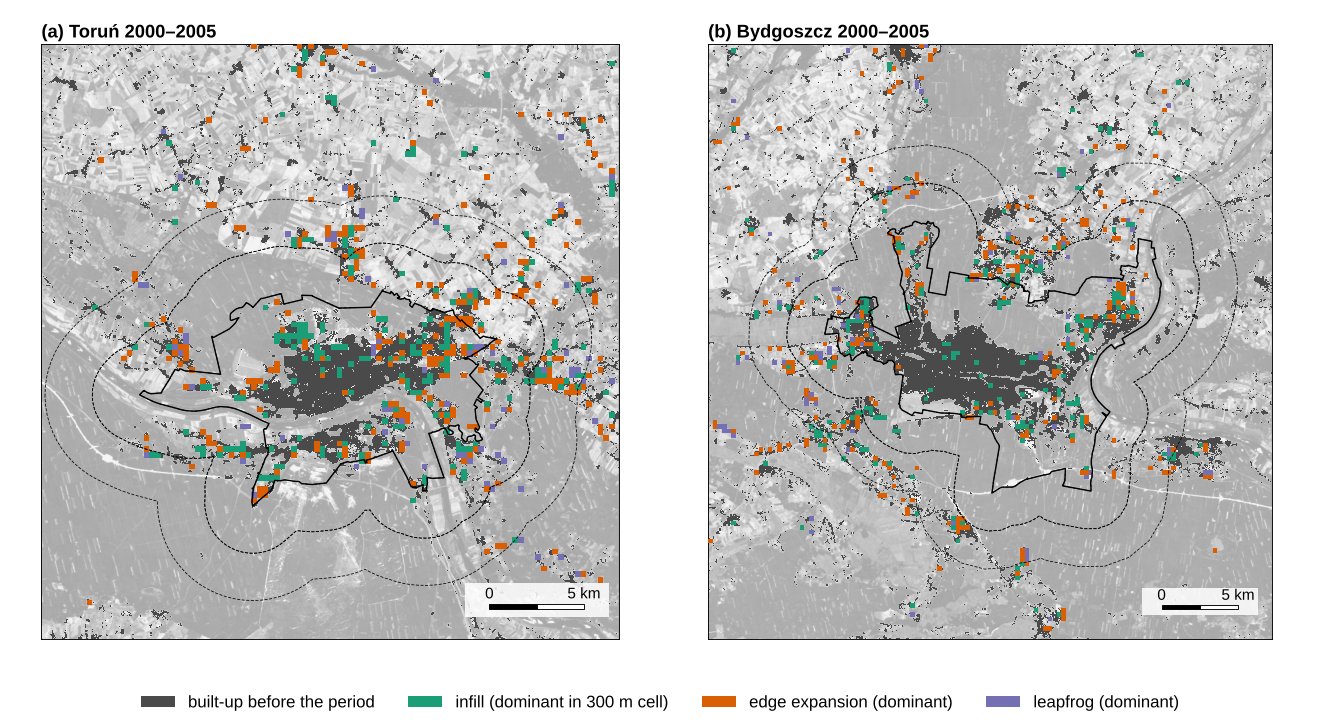 (a) Toruń 2000–2005
(b) Bydgoszcz 2000–2005
0 5 km
0 5 km
built-up before the period
infill (dominant in 300 m cell)
edge expansion (dominant)
leapfrog (dominant)